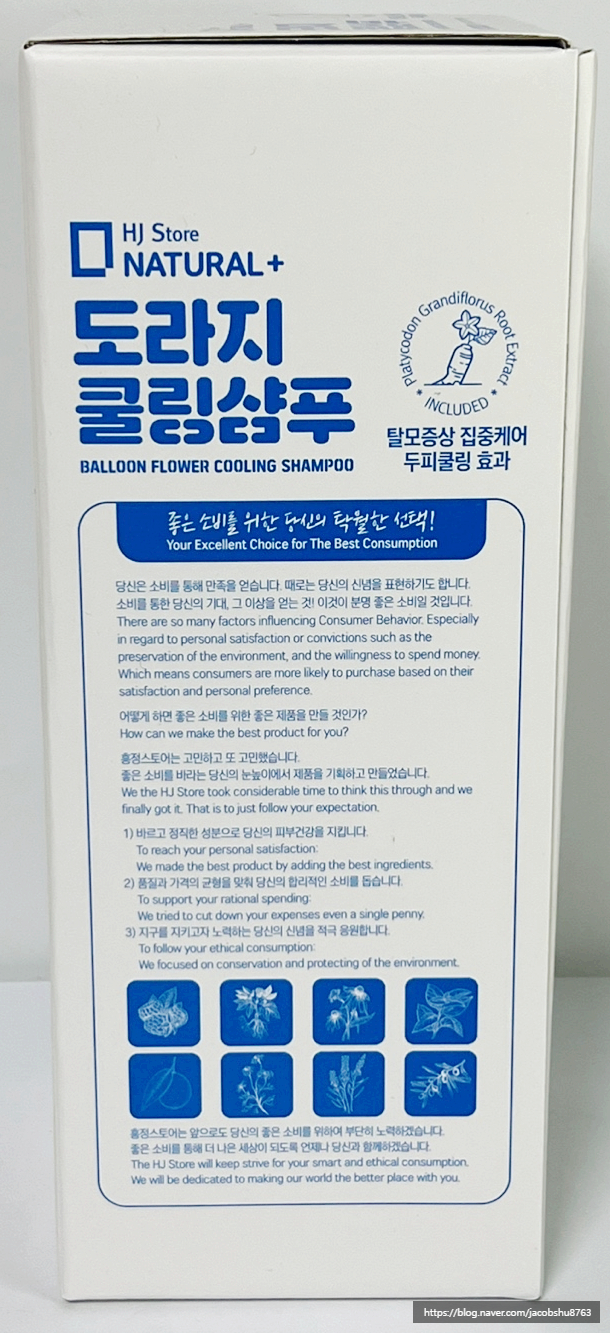 HJ Store
NATURAL+
도라지
쿨링샴푸
BALLOON FLOWER COOLING SHAMPOO
Platycodon Grandiflorus Root Extract
* INCLUDED *
탈모증상 집중케어
두피쿨링 효과
좋은 소비를 위한 당신의 탁월한 선택!
Your Excellent Choice for The Best Consumption
당신은 소비를 통해 만족을 얻습니다. 때로는 당신의 신념을 표현하기도 합니다.
소비를 통한 당신의 기대, 그 이상을 얻는 것! 이것이 분명 좋은 소비일 것입니다.
There are so many factors influencing Consumer Behavior. Especially
in regard to personal satisfaction or convictions such as the
preservation of the environment, and the willingness to spend money.
Which means consumers are more likely to purchase based on their
satisfaction and personal preference.
어떻게 하면 좋은 소비를 위한 좋은 제품을 만들 것인가?
How can we make the best product for you?
흥정스토어는 고민하고 또 고민했습니다.
좋은 소비를 바라는 당신의 눈높이에서 제품을 기획하고 만들었습니다.
We the HJ Store took considerable time to think this through and we
finally got it. That is to just follow your expectation.
1) 바르고 정직한 성분으로 당신의 피부건강을 지킵니다.
To reach your personal satisfaction:
We made the best product by adding the best ingredients.
2) 품질과 가격의 균형을 맞춰 당신의 합리적인 소비를 돕습니다.
To support your rational spending:
We tried to cut down your expenses even a single penny.
3) 지구를 지키고자 노력하는 당신의 신념을 적극 응원합니다.
To follow your ethical consumption:
We focused on conservation and protecting of the environment.
흥정스토어는 앞으로도 당신의 좋은 소비를 위하여 부단히 노력하겠습니다.
좋은 소비를 통해 더 나은 세상이 되도록 언제나 당신과 함께하겠습니다.
The HJ Store will keep strive for your smart and ethical consumption.
We will be dedicated to making our world the better place with you.
https://blog.naver.com/jacobshu8763